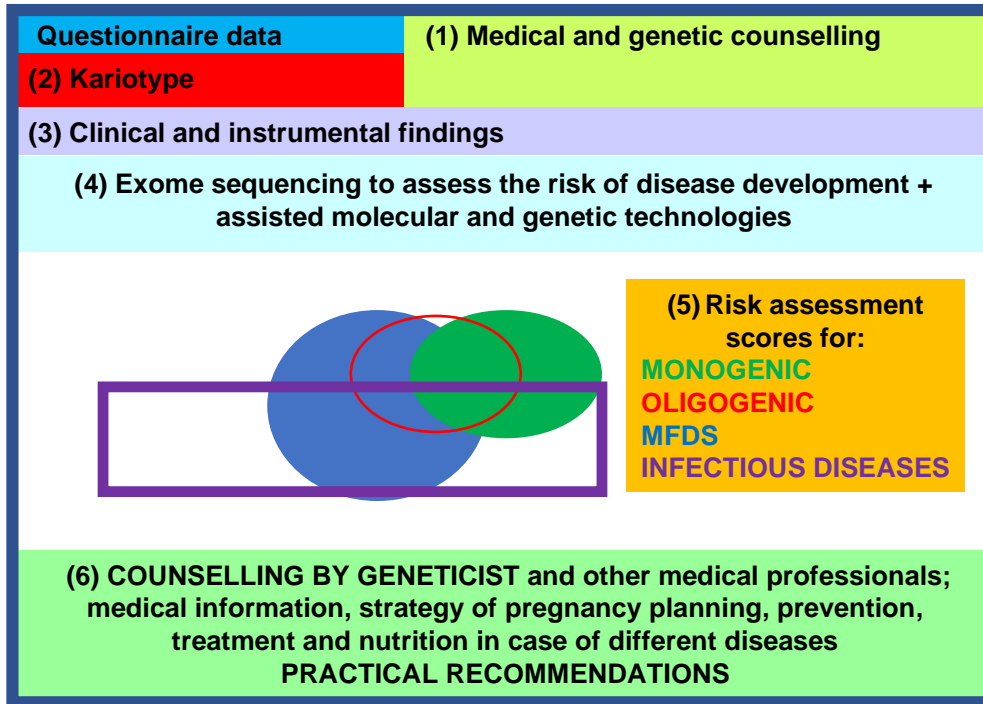 Questionnaire data
(1) Medical and genetic counselling
(2) Kariotype
(3) Clinical and instrumental findings
(4) Exome sequencing to assess the risk of disease development +
assisted molecular and genetic technologies
(5) Risk assessment
scores for:
MONOGENIC
OLIGOGENIC
MFDS
INFECTIOUS DISEASES
(6) COUNSELLING BY GENETICIST and other medical professionals;
medical information, strategy of pregnancy planning, prevention,
treatment and nutrition in case of different diseases
PRACTICAL RECOMMENDATIONS